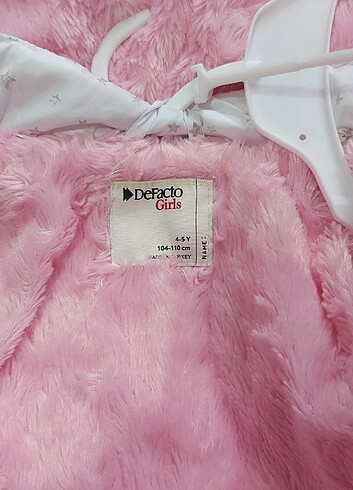 DeFacto
Girls
4-5 Y
104-110 cm
NAME: